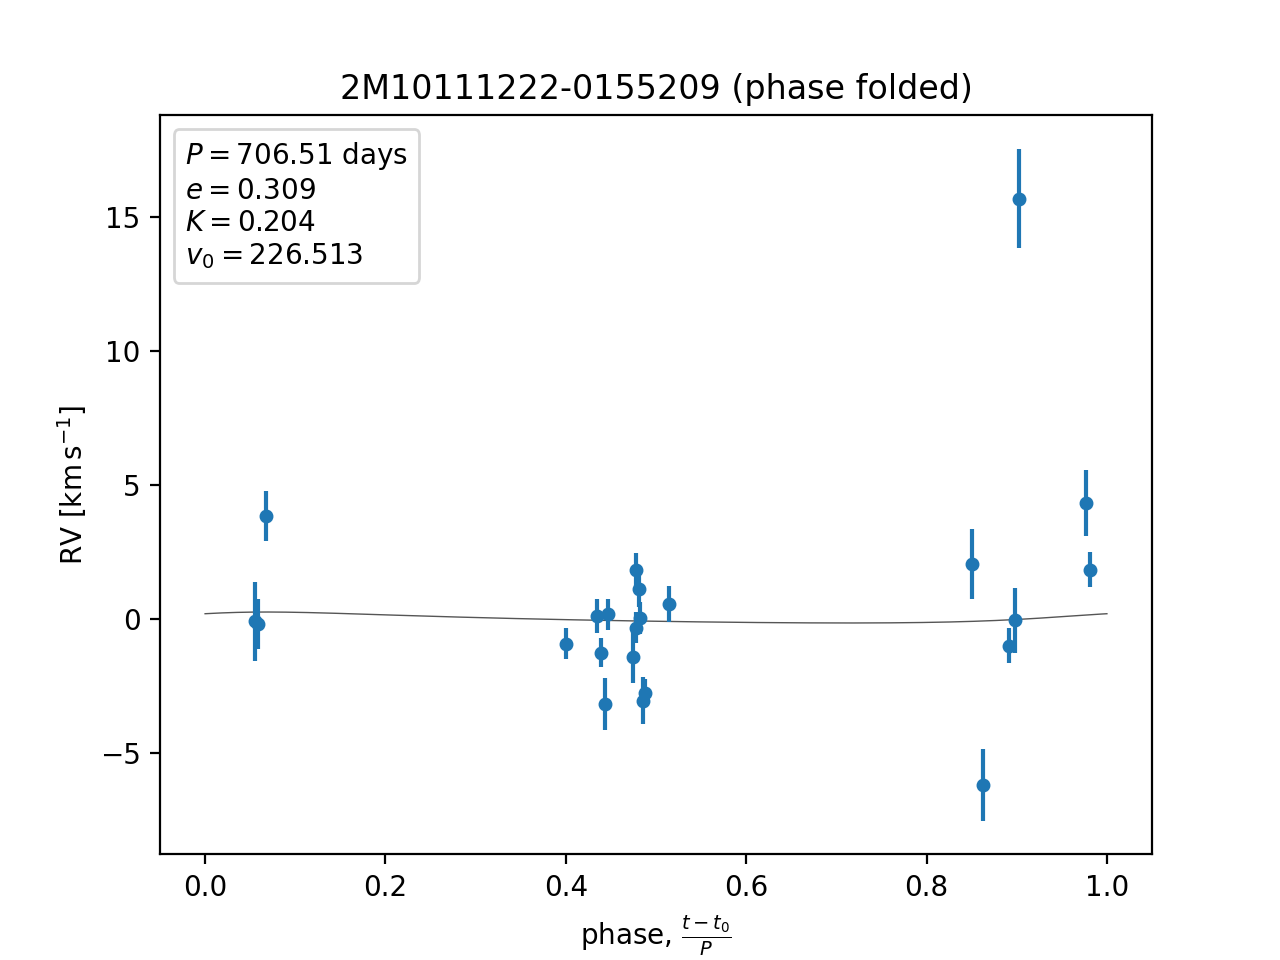 2M10111222-0155209 (phase folded)
P = 706.51 days
e = 0.309
K = 0.204
v₀ = 226.513
15
10
5
0
−5
RV [km s⁻¹]
0.0 0.2 0.4 0.6 0.8 1.0
phase, (t − t₀)/P